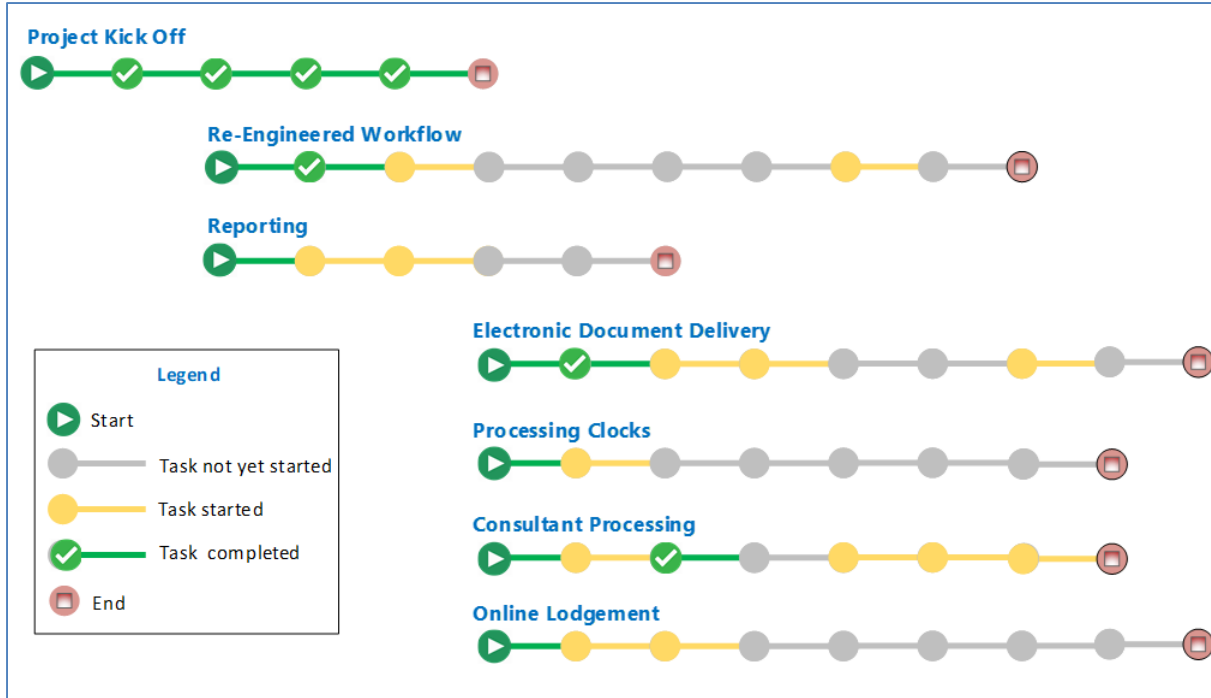 Project Kick Off
Re-Engineered Workflow
Reporting
Electronic Document Delivery
Processing Clocks
Consultant Processing
Online Lodgement
Legend
Start
Task not yet started
Task started
Task completed
End